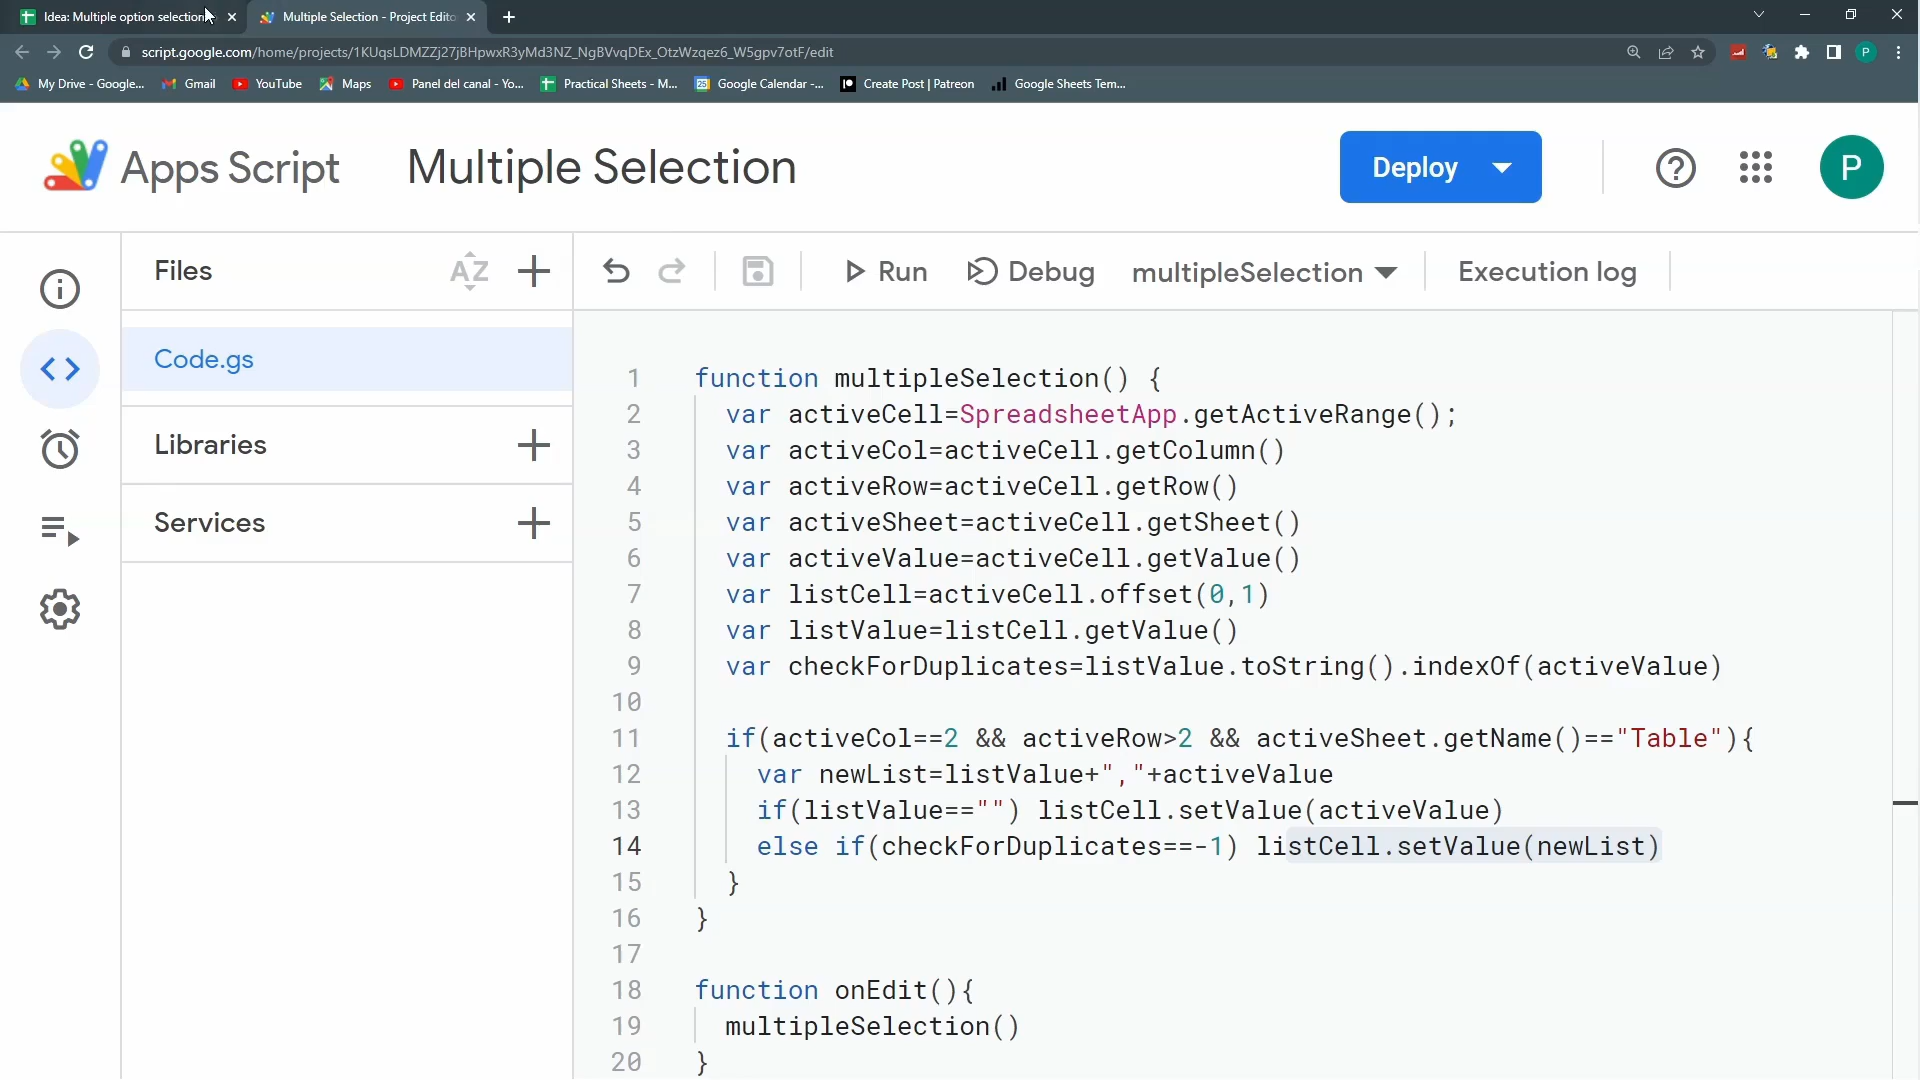 Idea: Multiple option selection
Multiple Selection - Project Edito
script.google.com/home/projects/1KUqsLDMZZj27jBHpwxR3yMd3NZ_NgBVvqDEx_OtzWzqez6_W5gpv7otF/edit
P
My Drive - Google...
Gmail
YouTube
Maps
Panel del canal - Yo...
Practical Sheets - M...
Google Calendar -...
Create Post | Patreon
Google Sheets Tem...
Apps Script
Multiple Selection
Deploy
P
Files
AZ
Run
Debug
multipleSelection
Execution log
Code.gs
Libraries
Services
1 function multipleSelection() {
2 var activeCell=SpreadsheetApp.getActiveRange();
3 var activeCol=activeCell.getColumn()
4 var activeRow=activeCell.getRow()
5 var activeSheet=activeCell.getSheet()
6 var activeValue=activeCell.getValue()
7 var listCell=activeCell.offset(0,1)
8 var listValue=listCell.getValue()
9 var checkForDuplicates=listValue.toString().indexOf(activeValue)
10
11 if(activeCol==2 && activeRow>2 && activeSheet.getName()=="Table"){
12 var newList=listValue+","+activeValue
13 if(listValue=="") listCell.setValue(activeValue)
14 else if(checkForDuplicates==-1) listCell.setValue(newList)
15 }
16 }
17
18 function onEdit(){
19 multipleSelection()
20 }